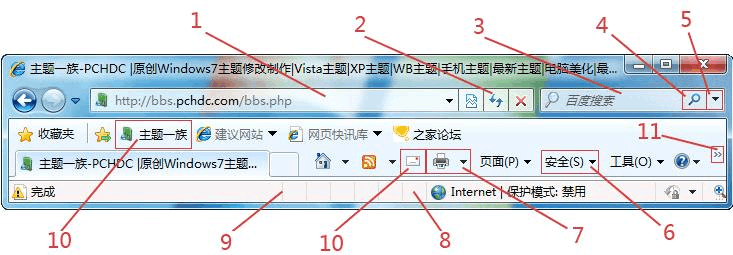 1
2
3
4
5
主题一族-PCHDC |原创Windows7主题修改制作|Vista主题|XP主题|WB主题|手机主题|最新主题|电脑美化|最...
http://bbs.pchdc.com/bbs.php
百度搜索
收藏夹
主题一族
建议网站
网页快讯库
之家论坛
11
主题一族-PCHDC |原创Windows7主题...
页面(P)
安全(S)
工具(O)
完成
Internet | 保护模式: 禁用
10
9
10
8
7
6